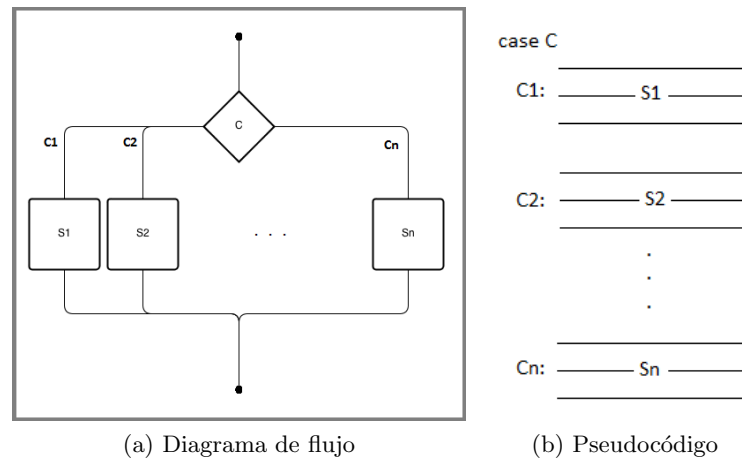 C
C1
C2
Cn
S1
S2
. . .
Sn
(a) Diagrama de flujo
case C
C1: S1
C2: S2
.
.
.
Cn: Sn
(b) Pseudocódigo